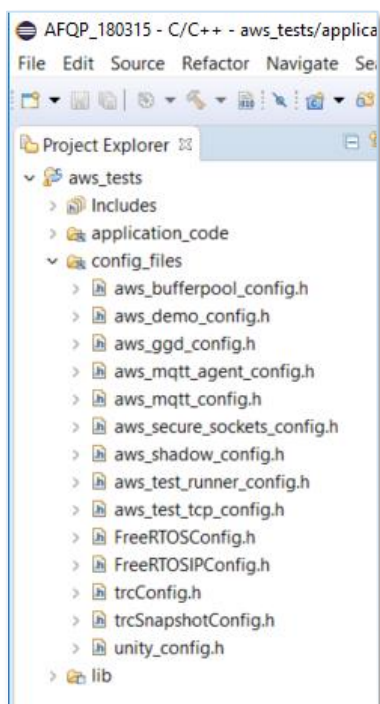 AFQP_180315 - C/C++ - aws_tests/applica
File Edit Source Refactor Navigate Sea
Project Explorer
aws_tests
Includes
application_code
config_files
aws_bufferpool_config.h
aws_demo_config.h
aws_ggd_config.h
aws_mqtt_agent_config.h
aws_mqtt_config.h
aws_secure_sockets_config.h
aws_shadow_config.h
aws_test_runner_config.h
aws_test_tcp_config.h
FreeRTOSConfig.h
FreeRTOSIPConfig.h
trcConfig.h
trcSnapshotConfig.h
unity_config.h
lib